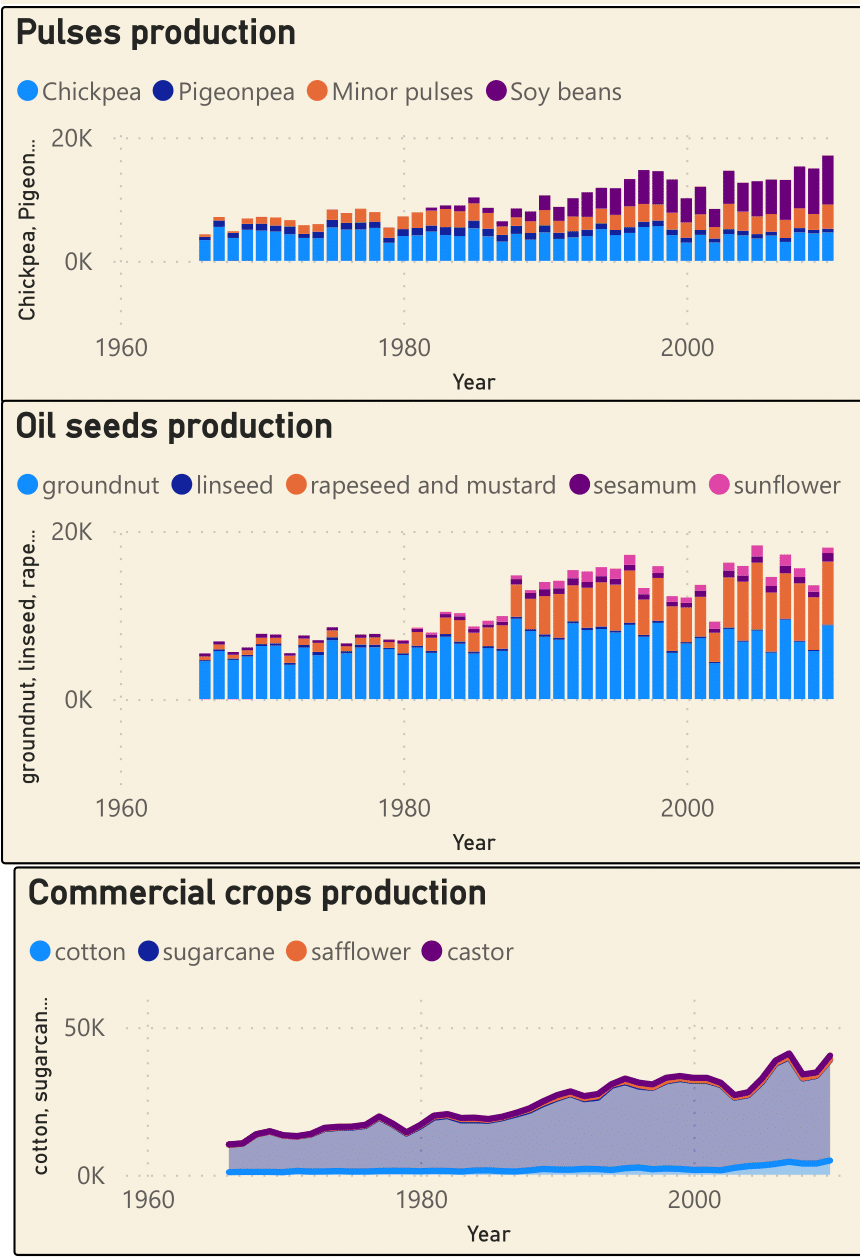 Pulses production
Chickpea Pigeonpea Minor pulses Soy beans
20K
0K
Chickpea, Pigeon...
1960 1980 2000
Year
Oil seeds production
groundnut linseed rapeseed and mustard sesamum sunflower
20K
0K
groundnut, linseed, rape...
1960 1980 2000
Year
Commercial crops production
cotton sugarcane safflower castor
50K
0K
cotton, sugarcan...
1960 1980 2000
Year